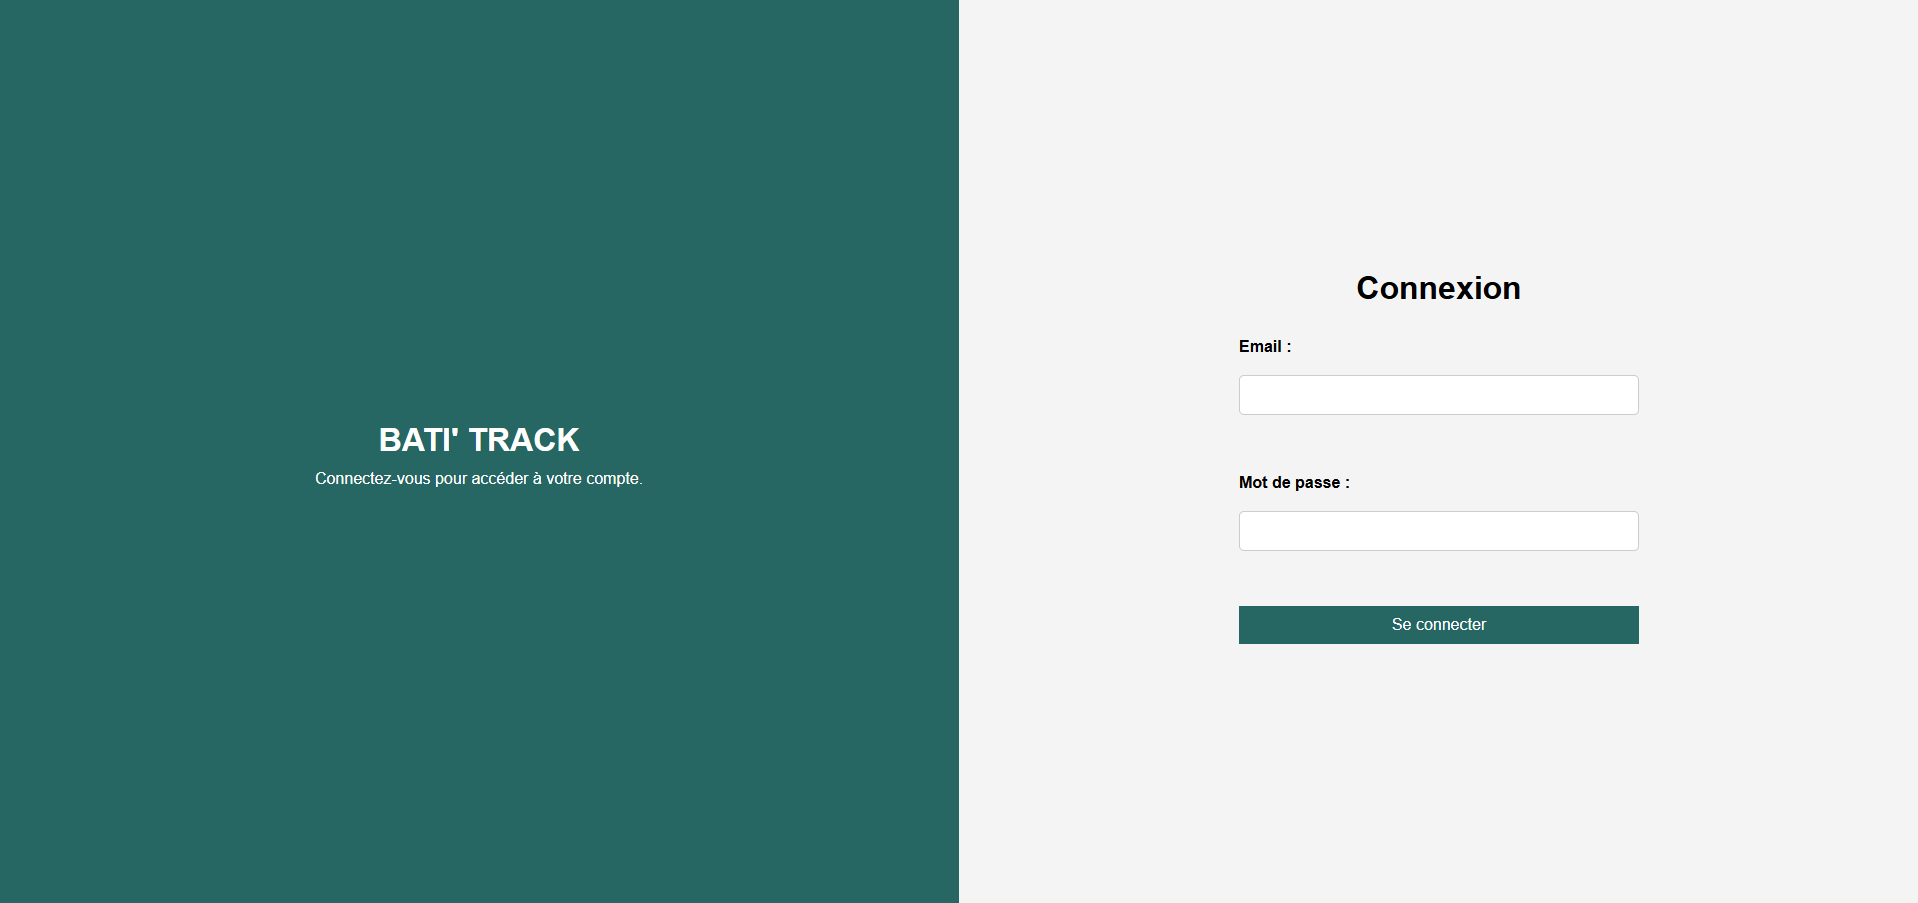 BATI' TRACK
Connectez-vous pour accéder à votre compte.
Connexion
Email :
Mot de passe :
Se connecter